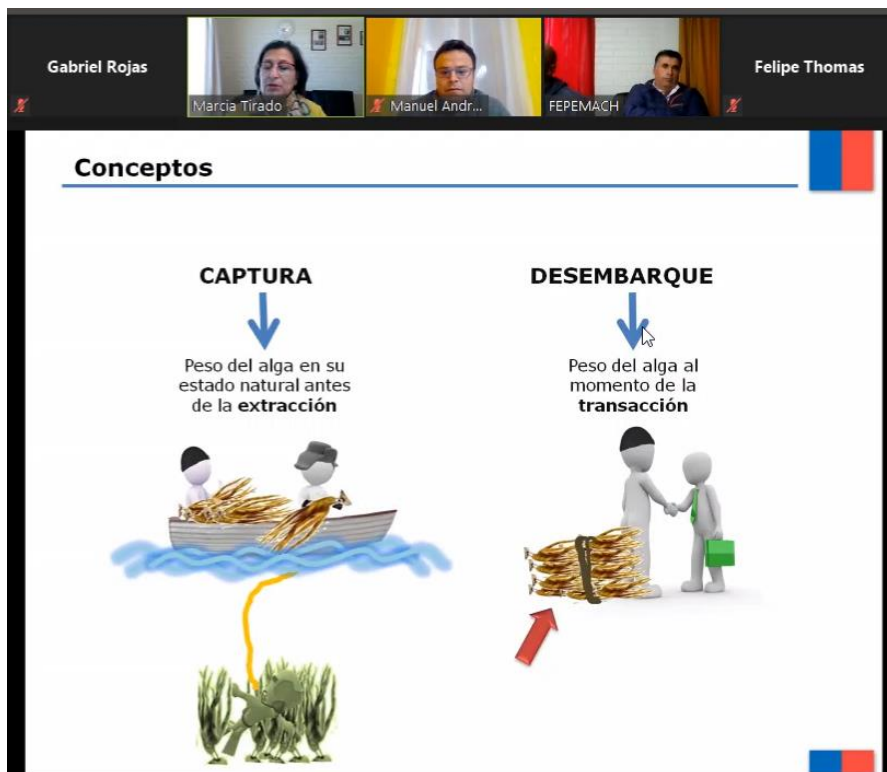 Gabriel Rojas
Marcia Tirado
Manuel Andr...
FEPEMACH
Felipe Thomas
Conceptos
CAPTURA
Peso del alga en su
estado natural antes
de la extracción
DESEMBARQUE
Peso del alga al
momento de la
transacción